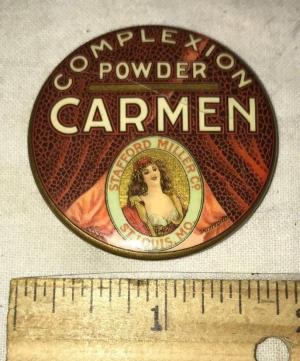 COMPLEXION
POWDER
CARMEN
STAFFORD MILLER CO
ST LOUIS, MO.
1